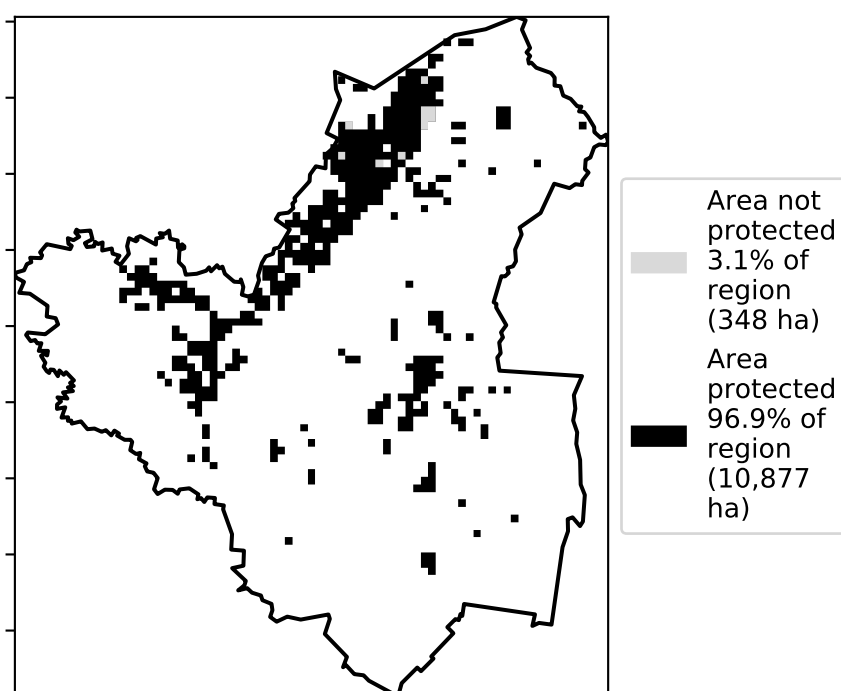 Area not
protected
3.1% of
region
(348 ha)
Area
protected
96.9% of
region
(10,877
ha)